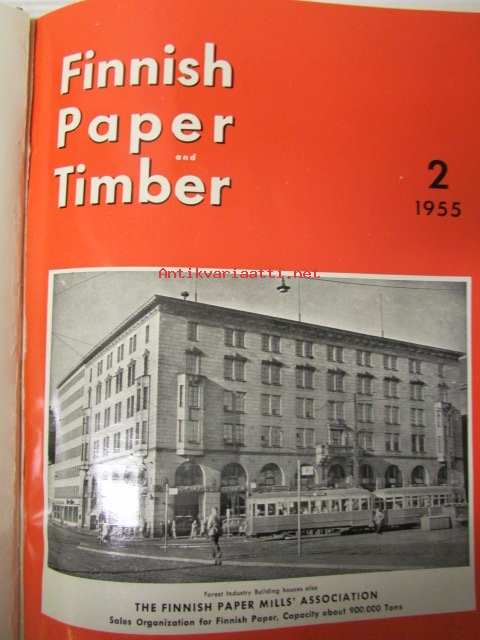 Finnish
Paper
and
Timber
2
1955
Antikvariaatti.net
Forest Industry Building houses also
THE FINNISH PAPER MILLS' ASSOCIATION
Sales Organization for Finnish Paper, Capacity about 900.000 Tons